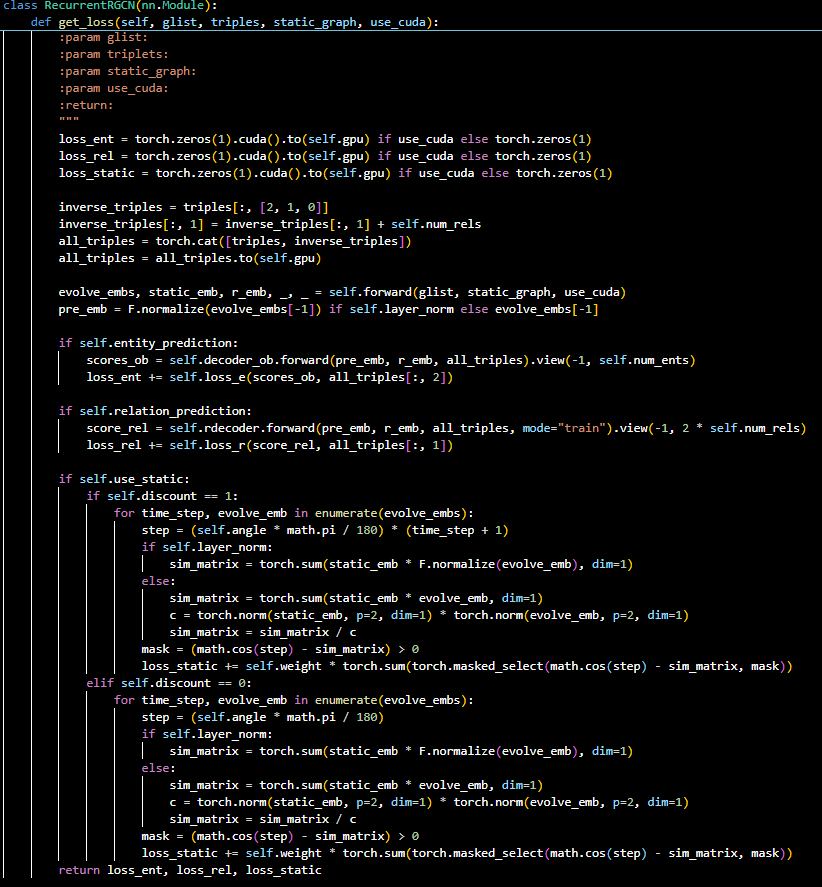 class RecurrentRGCN(nn.Module):
    def get_loss(self, glist, triples, static_graph, use_cuda):
        :param glist:
        :param triplets:
        :param static_graph:
        :param use_cuda:
        :return:
        """
        loss_ent = torch.zeros(1).cuda().to(self.gpu) if use_cuda else torch.zeros(1)
        loss_rel = torch.zeros(1).cuda().to(self.gpu) if use_cuda else torch.zeros(1)
        loss_static = torch.zeros(1).cuda().to(self.gpu) if use_cuda else torch.zeros(1)

        inverse_triples = triples[:, [2, 1, 0]]
        inverse_triples[:, 1] = inverse_triples[:, 1] + self.num_rels
        all_triples = torch.cat([triples, inverse_triples])
        all_triples = all_triples.to(self.gpu)

        evolve_embs, static_emb, r_emb, _, _ = self.forward(glist, static_graph, use_cuda)
        pre_emb = F.normalize(evolve_embs[-1]) if self.layer_norm else evolve_embs[-1]

        if self.entity_prediction:
            scores_ob = self.decoder_ob.forward(pre_emb, r_emb, all_triples).view(-1, self.num_ents)
            loss_ent += self.loss_e(scores_ob, all_triples[:, 2])

        if self.relation_prediction:
            score_rel = self.rdecoder.forward(pre_emb, r_emb, all_triples, mode="train").view(-1, 2 * self.num_rels)
            loss_rel += self.loss_r(score_rel, all_triples[:, 1])

        if self.use_static:
            if self.discount == 1:
                for time_step, evolve_emb in enumerate(evolve_embs):
                    step = (self.angle * math.pi / 180) * (time_step + 1)
                    if self.layer_norm:
                        sim_matrix = torch.sum(static_emb * F.normalize(evolve_emb), dim=1)
                    else:
                        sim_matrix = torch.sum(static_emb * evolve_emb, dim=1)
                        c = torch.norm(static_emb, p=2, dim=1) * torch.norm(evolve_emb, p=2, dim=1)
                        sim_matrix = sim_matrix / c
                    mask = (math.cos(step) - sim_matrix) > 0
                    loss_static += self.weight * torch.sum(torch.masked_select(math.cos(step) - sim_matrix, mask))
            elif self.discount == 0:
                for time_step, evolve_emb in enumerate(evolve_embs):
                    step = (self.angle * math.pi / 180)
                    if self.layer_norm:
                        sim_matrix = torch.sum(static_emb * F.normalize(evolve_emb), dim=1)
                    else:
                        sim_matrix = torch.sum(static_emb * evolve_emb, dim=1)
                        c = torch.norm(static_emb, p=2, dim=1) * torch.norm(evolve_emb, p=2, dim=1)
                        sim_matrix = sim_matrix / c
                    mask = (math.cos(step) - sim_matrix) > 0
                    loss_static += self.weight * torch.sum(torch.masked_select(math.cos(step) - sim_matrix, mask))
        return loss_ent, loss_rel, loss_static